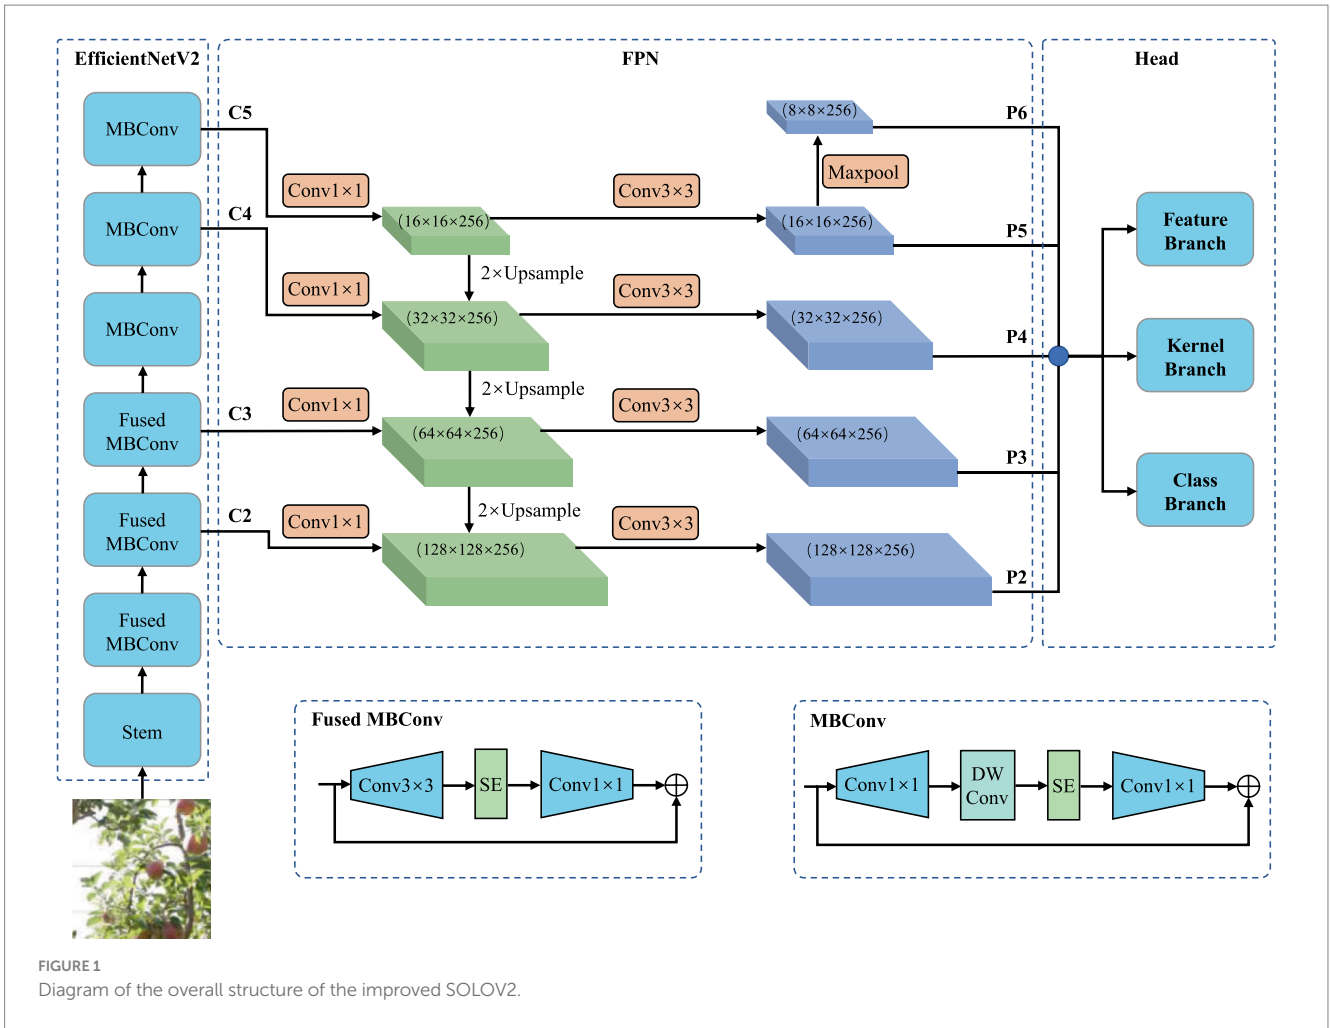 EfficientNetV2
FPN
Head
MBConv
MBConv
MBConv
Fused
MBConv
Fused
MBConv
Fused
MBConv
Stem
C5
C4
C3
C2
Conv1×1
Conv1×1
Conv1×1
Conv1×1
(16×16×256)
2×Upsample
(32×32×256)
2×Upsample
(64×64×256)
2×Upsample
(128×128×256)
Conv3×3
Conv3×3
Conv3×3
Conv3×3
(8×8×256)
Maxpool
(16×16×256)
(32×32×256)
(64×64×256)
(128×128×256)
P6
P5
P4
P3
P2
Feature
Branch
Kernel
Branch
Class
Branch
Fused MBConv
Conv3×3
SE
Conv1×1
MBConv
Conv1×1
DW
Conv
SE
Conv1×1
FIGURE 1
Diagram of the overall structure of the improved SOLOV2.